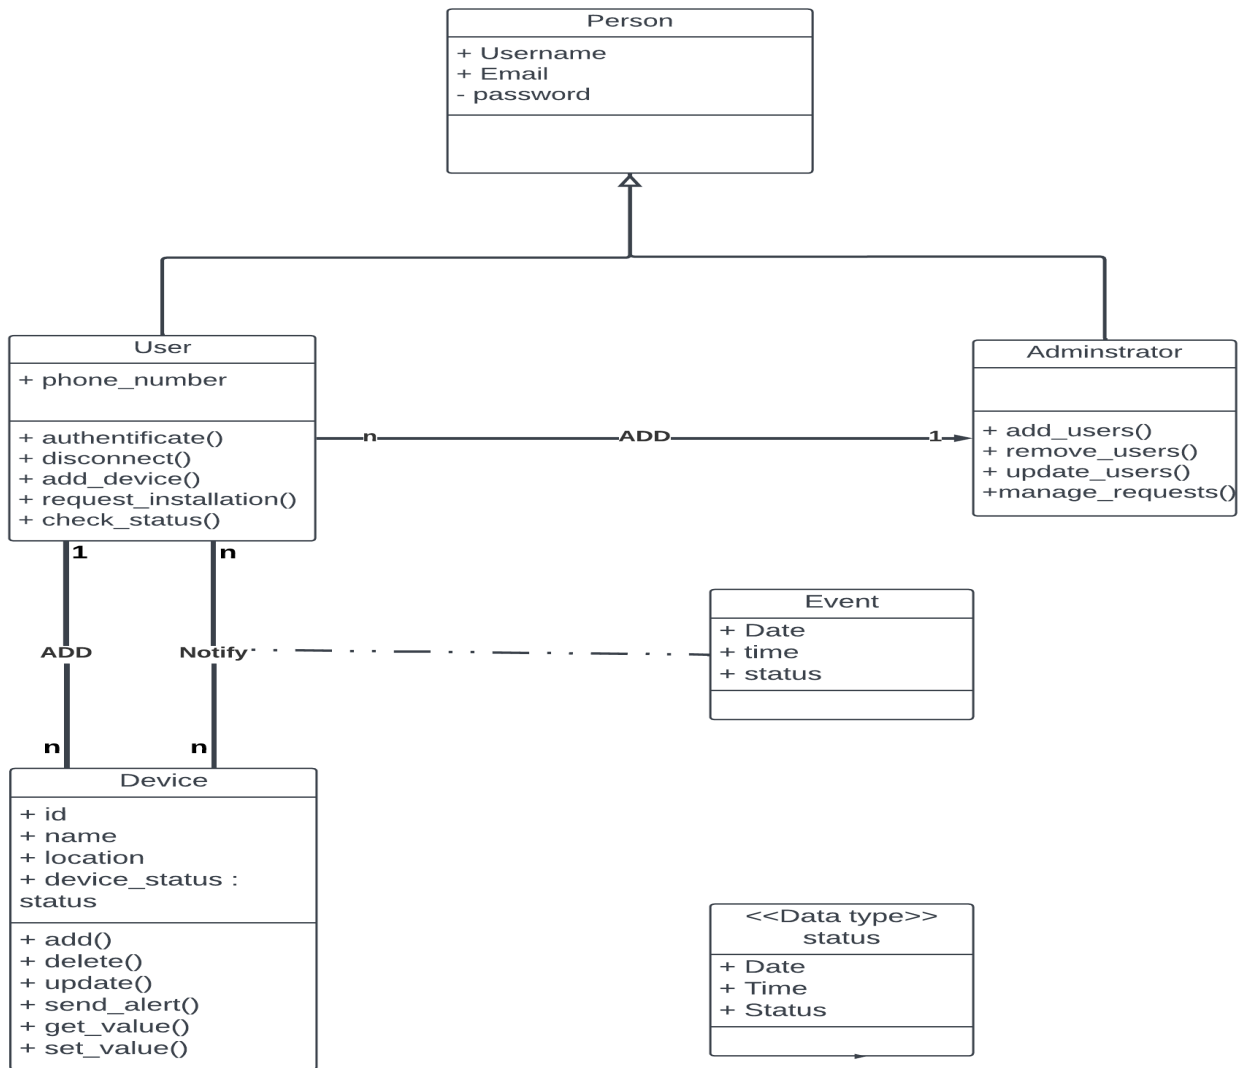 Person
+ Username
+ Email
- password
User
+ phone_number
+ authentificate()
+ disconnect()
+ add_device()
+ request_installation()
+ check_status()
n
ADD
1
Adminstrator
+ add_users()
+ remove_users()
+ update_users()
+manage_requests()
1
n
ADD
Notify
n
n
Event
+ Date
+ time
+ status
Device
+ id
+ name
+ location
+ device_status :
status
+ add()
+ delete()
+ update()
+ send_alert()
+ get_value()
+ set_value()
<<Data type>>
status
+ Date
+ Time
+ Status